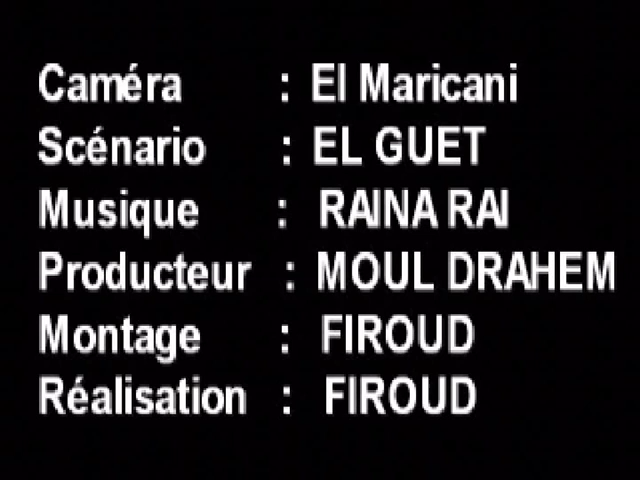 Caméra : El Maricani
Scénario : EL GUET
Musique : RAINA RAI
Producteur : MOUL DRAHEM
Montage : FIROUD
Réalisation : FIROUD